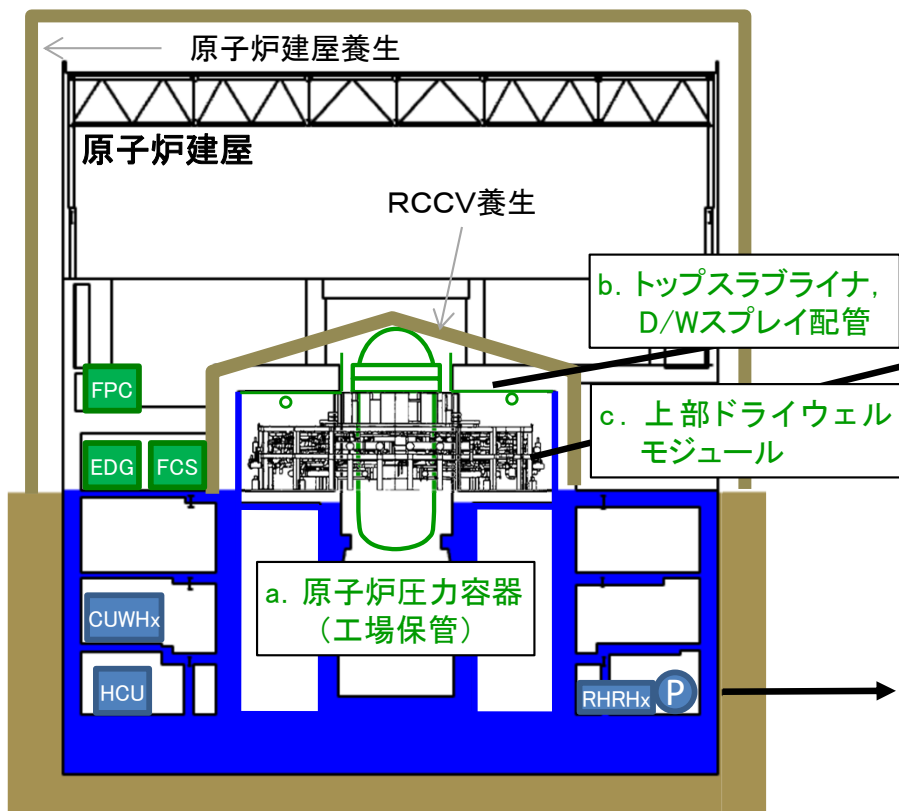 原子炉建屋養生
原子炉建屋
RCCV養生
b. トップスラブライナ,
D/Wスプレイ配管
FPC
c. 上部ドライウェル
モジュール
EDG
FCS
a. 原子炉圧力容器
(工場保管)
CUWHx
HCU
RHRHx
P